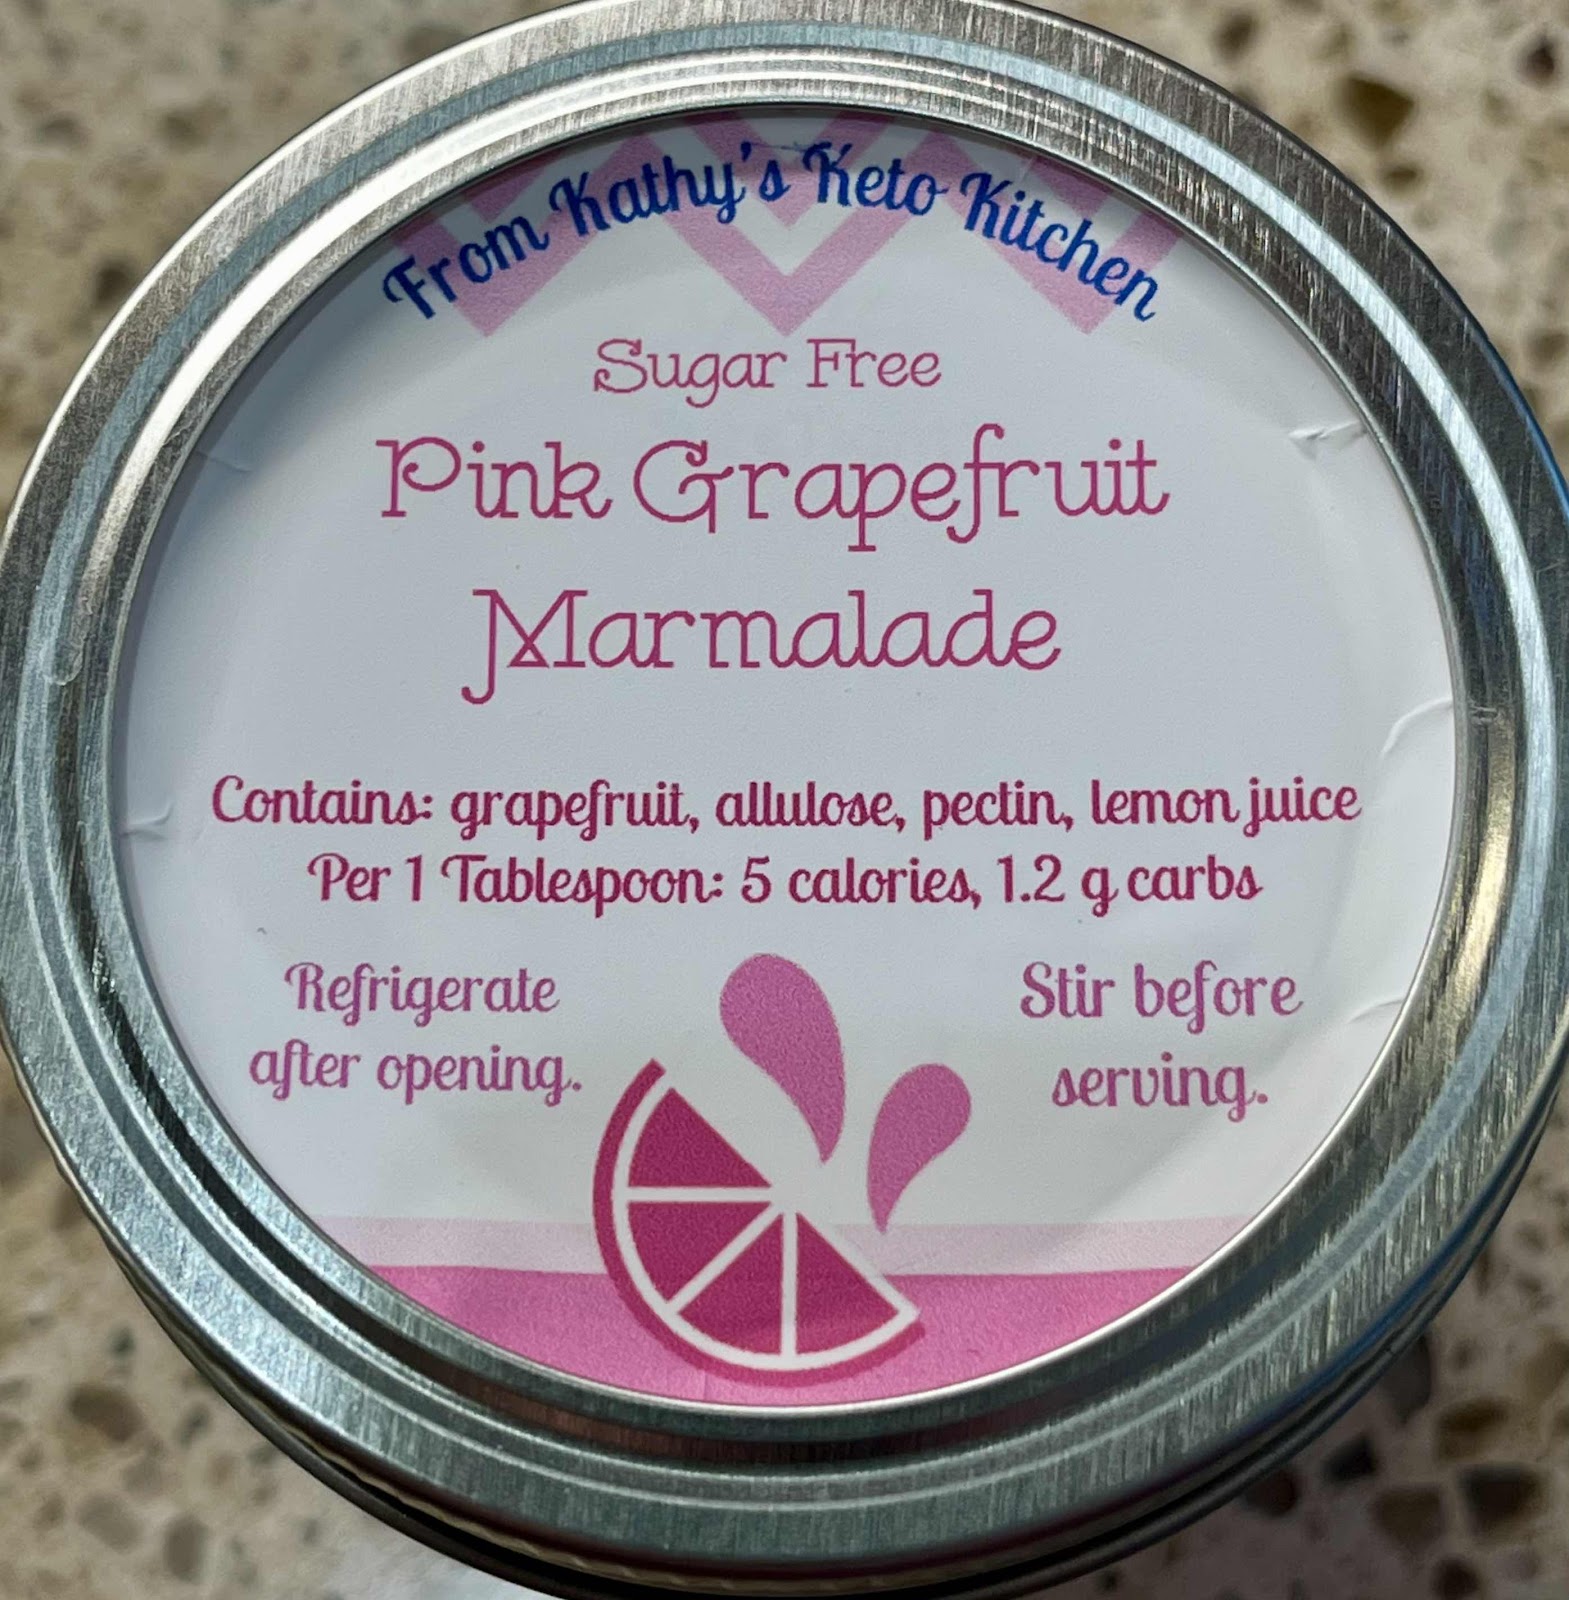 From Kathy's Keto Kitchen
Sugar Free
Pink Grapefruit
Marmalade
Contains: grapefruit, allulose, pectin, lemon juice
Per 1 Tablespoon: 5 calories, 1.2 g carbs
Refrigerate
after opening.
Stir before
serving.